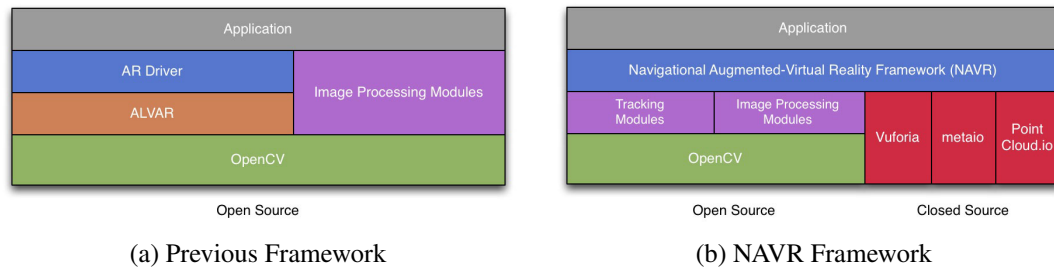 Application
AR Driver
Image Processing Modules
ALVAR
OpenCV
Open Source
(a) Previous Framework
Application
Navigational Augmented-Virtual Reality Framework (NAVR)
Tracking
Modules
Image Processing
Modules
Vuforia
metaio
Point
Cloud.io
OpenCV
Open Source
Closed Source
(b) NAVR Framework